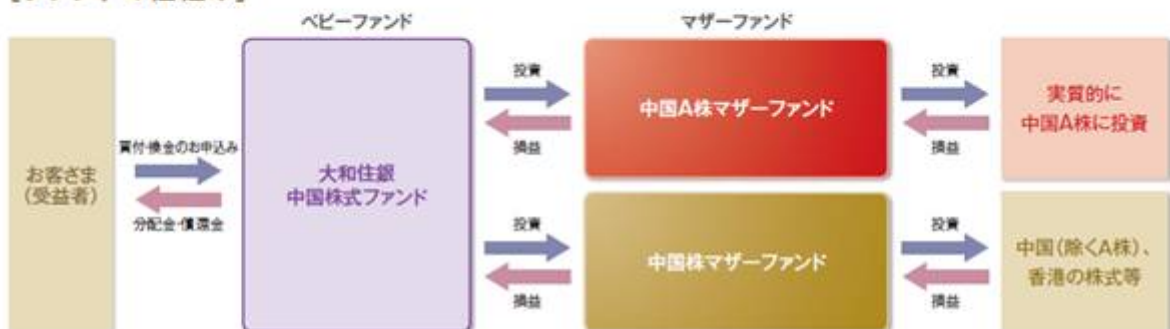 ベビーファンド
マザーファンド
お客さま
(受益者)
買付・換金のお申込み
分配金・償還金
大和住銀
中国株式ファンド
投資
損益
中国A株マザーファンド
投資
損益
実質的に
中国A株に投資
投資
損益
中国株マザーファンド
投資
損益
中国(除くA株)、
香港の株式等